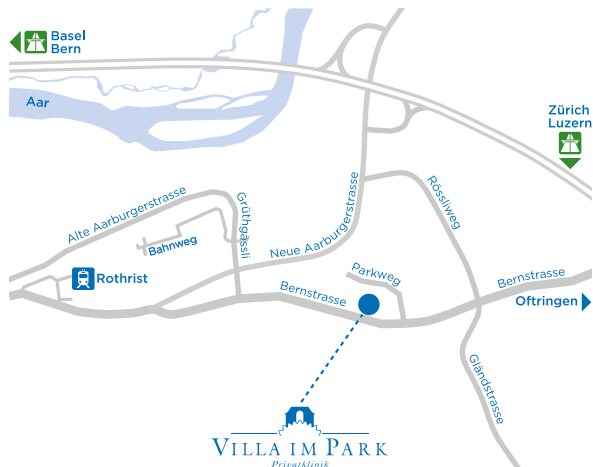 Basel
Bern
Aar
Zürich
Luzern
Alte Aarburgerstrasse
Grüthgässli
Rössliweg
Bahnweg
Neue Aarburgerstrasse
Parkweg
Rothrist
Bernstrasse
Bernstrasse
Oftringen
Gländstrasse
VILLA IM PARK
Privatklinik